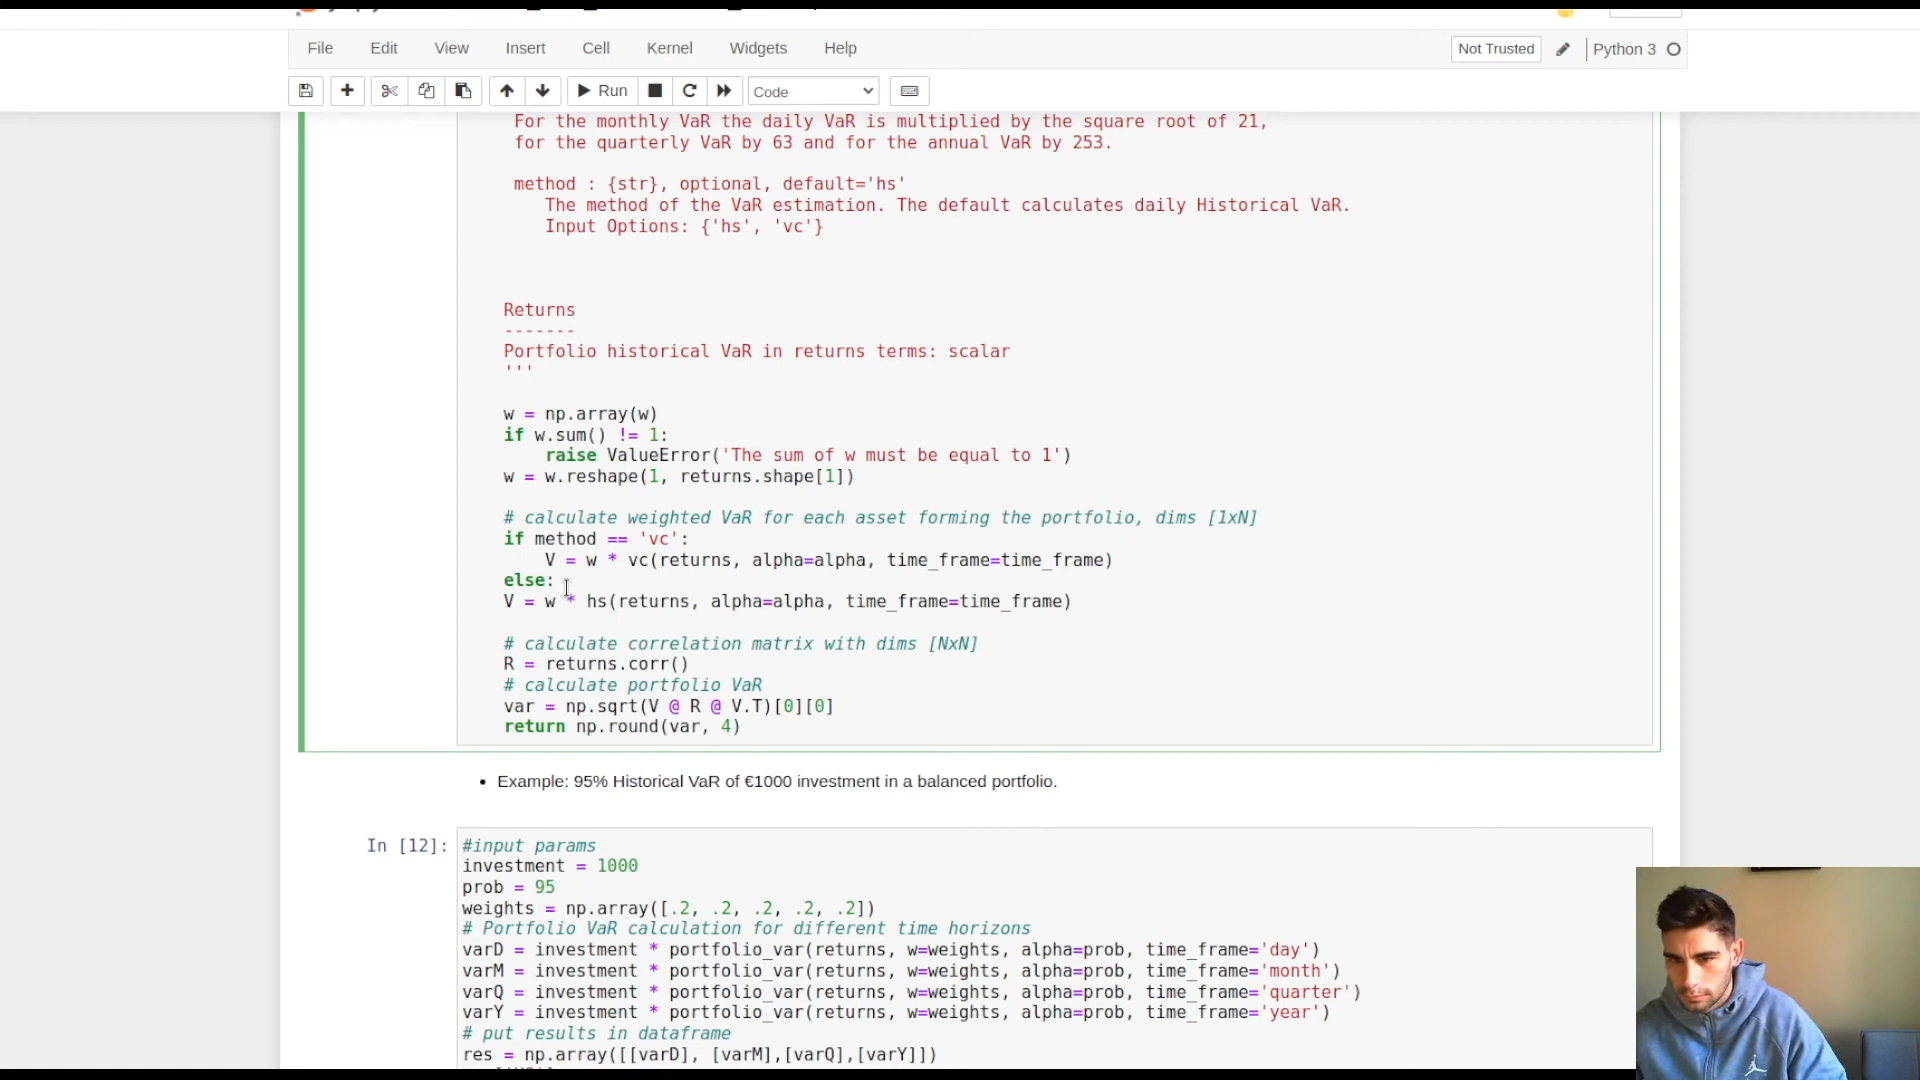 File Edit View Insert Cell Kernel Widgets Help
Not Trusted Python 3
Run Code
For the monthly VaR the daily VaR is multiplied by the square root of 21,
for the quarterly VaR by 63 and for the annual VaR by 253.
method : {str}, optional, default='hs'
The method of the VaR estimation. The default calculates daily Historical VaR.
Input Options: {'hs', 'vc'}
Returns
-------
Portfolio historical VaR in returns terms: scalar
'''
w = np.array(w)
if w.sum() != 1:
raise ValueError('The sum of w must be equal to 1')
w = w.reshape(1, returns.shape[1])
# calculate weighted VaR for each asset forming the portfolio, dims [1xN]
if method == 'vc':
V = w * vc(returns, alpha=alpha, time_frame=time_frame)
else:
V = w * hs(returns, alpha=alpha, time_frame=time_frame)
# calculate correlation matrix with dims [NxN]
R = returns.corr()
# calculate portfolio VaR
var = np.sqrt(V @ R @ V.T)[0][0]
return np.round(var, 4)
• Example: 95% Historical VaR of €1000 investment in a balanced portfolio.
In [12]:
#input params
investment = 1000
prob = 95
weights = np.array([.2, .2, .2, .2, .2])
# Portfolio VaR calculation for different time horizons
varD = investment * portfolio_var(returns, w=weights, alpha=prob, time_frame='day')
varM = investment * portfolio_var(returns, w=weights, alpha=prob, time_frame='month')
varQ = investment * portfolio_var(returns, w=weights, alpha=prob, time_frame='quarter')
varY = investment * portfolio_var(returns, w=weights, alpha=prob, time_frame='year')
# put results in dataframe
res = np.array([[varD], [varM],[varQ],[varY]])